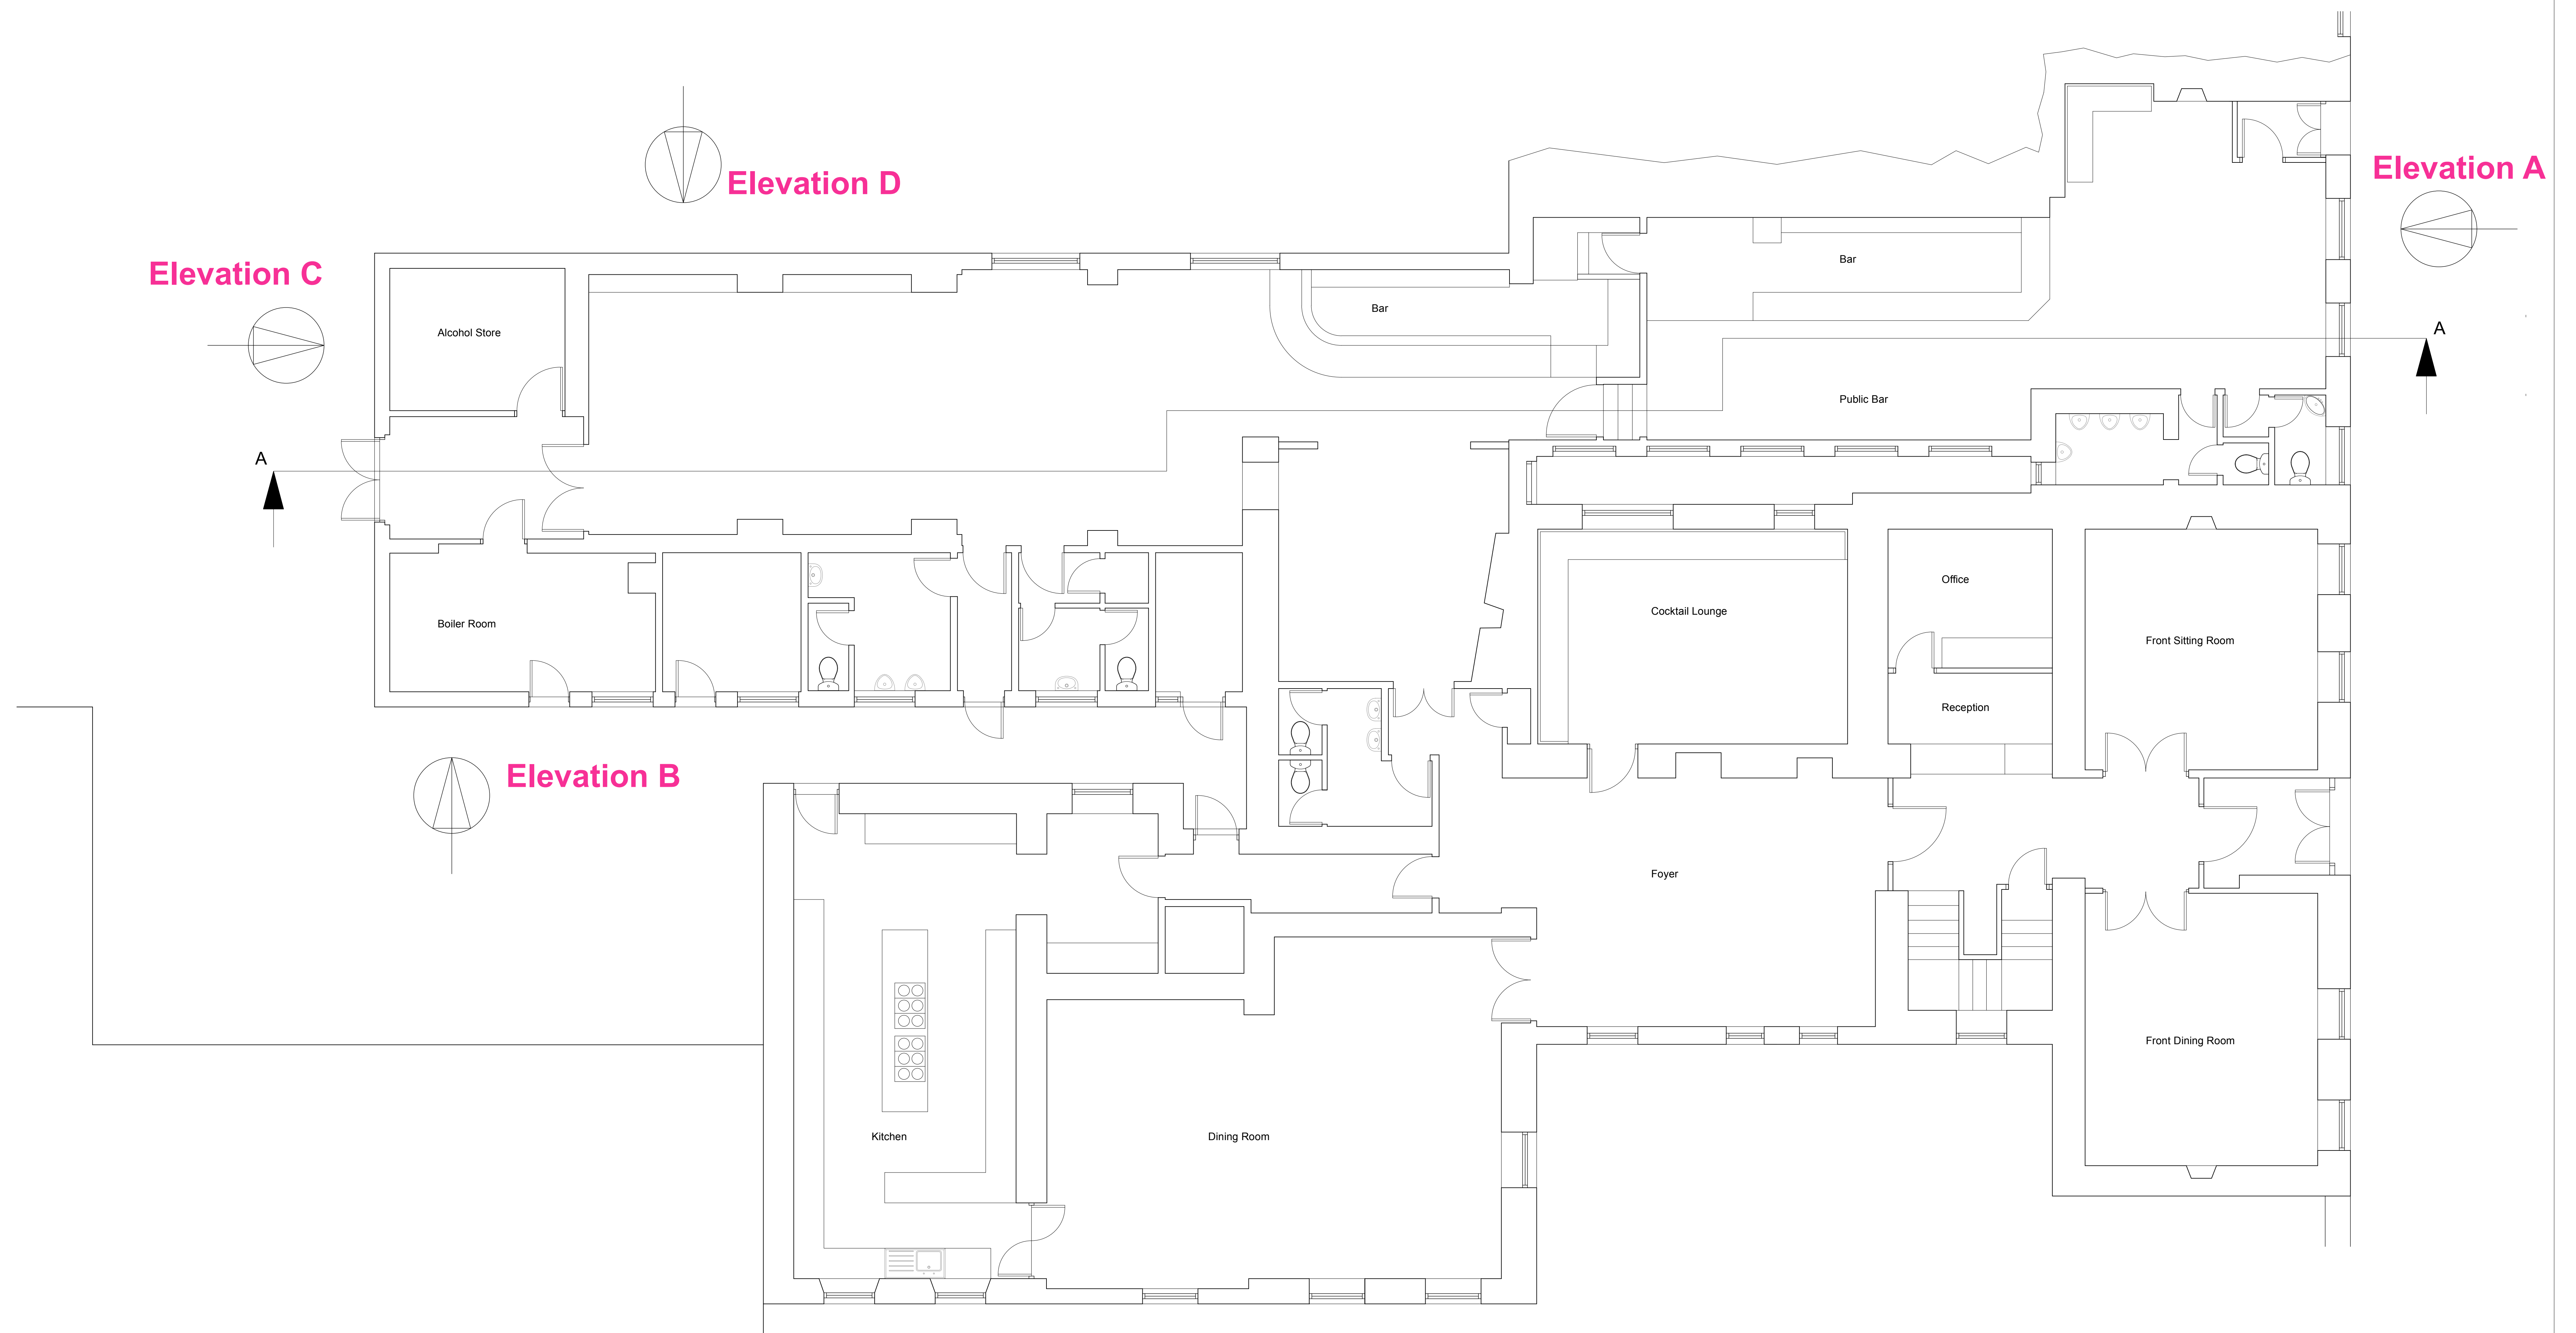 Elevation A
Elevation D
Elevation C
Bar
Bar
Alcohol Store
A
Public Bar
A
Office
Cocktail Lounge
Boiler Room
Front Sitting Room
Reception
Elevation B
Foyer
Front Dining Room
Kitchen
Dining Room